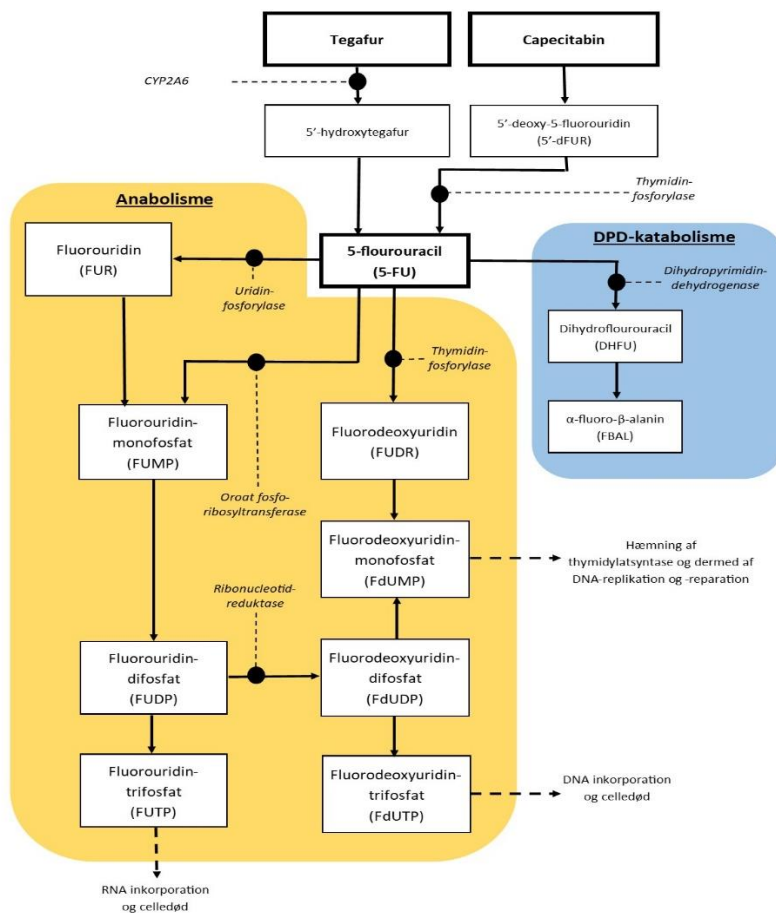 Tegafur
Capecitabin
CYP2A6
5'-hydroxytegafur
5'-deoxy-5-fluorouridin
(5'-dFUR)
Anabolisme
Thymidin-
fosforylase
Fluorouridin
(FUR)
5-flourouracil
(5-FU)
DPD-katabolisme
Uridin-
fosforylase
Dihydropyrimidin-
dehydrogenase
Dihydroflourouracil
(DHFU)
Thymidin-
fosforylase
Fluorouridin-
monofosfat
(FUMP)
Fluorodeoxyuridin
(FUDR)
α-fluoro-β-alanin
(FBAL)
Oroat fosfo-
ribosyltransferase
Fluorodeoxyuridin-
monofosfat
(FdUMP)
Hæmning af
thymidylatsyntase og dermed af
DNA-replikation og -reparation
Ribonucleotid-
reduktase
Fluorouridin-
difosfat
(FUDP)
Fluorodeoxyuridin-
difosfat
(FdUDP)
Fluorouridin-
trifosfat
(FUTP)
Fluorodeoxyuridin-
trifosfat
(FdUTP)
DNA inkorporation
og celledød
RNA inkorporation
og celledød